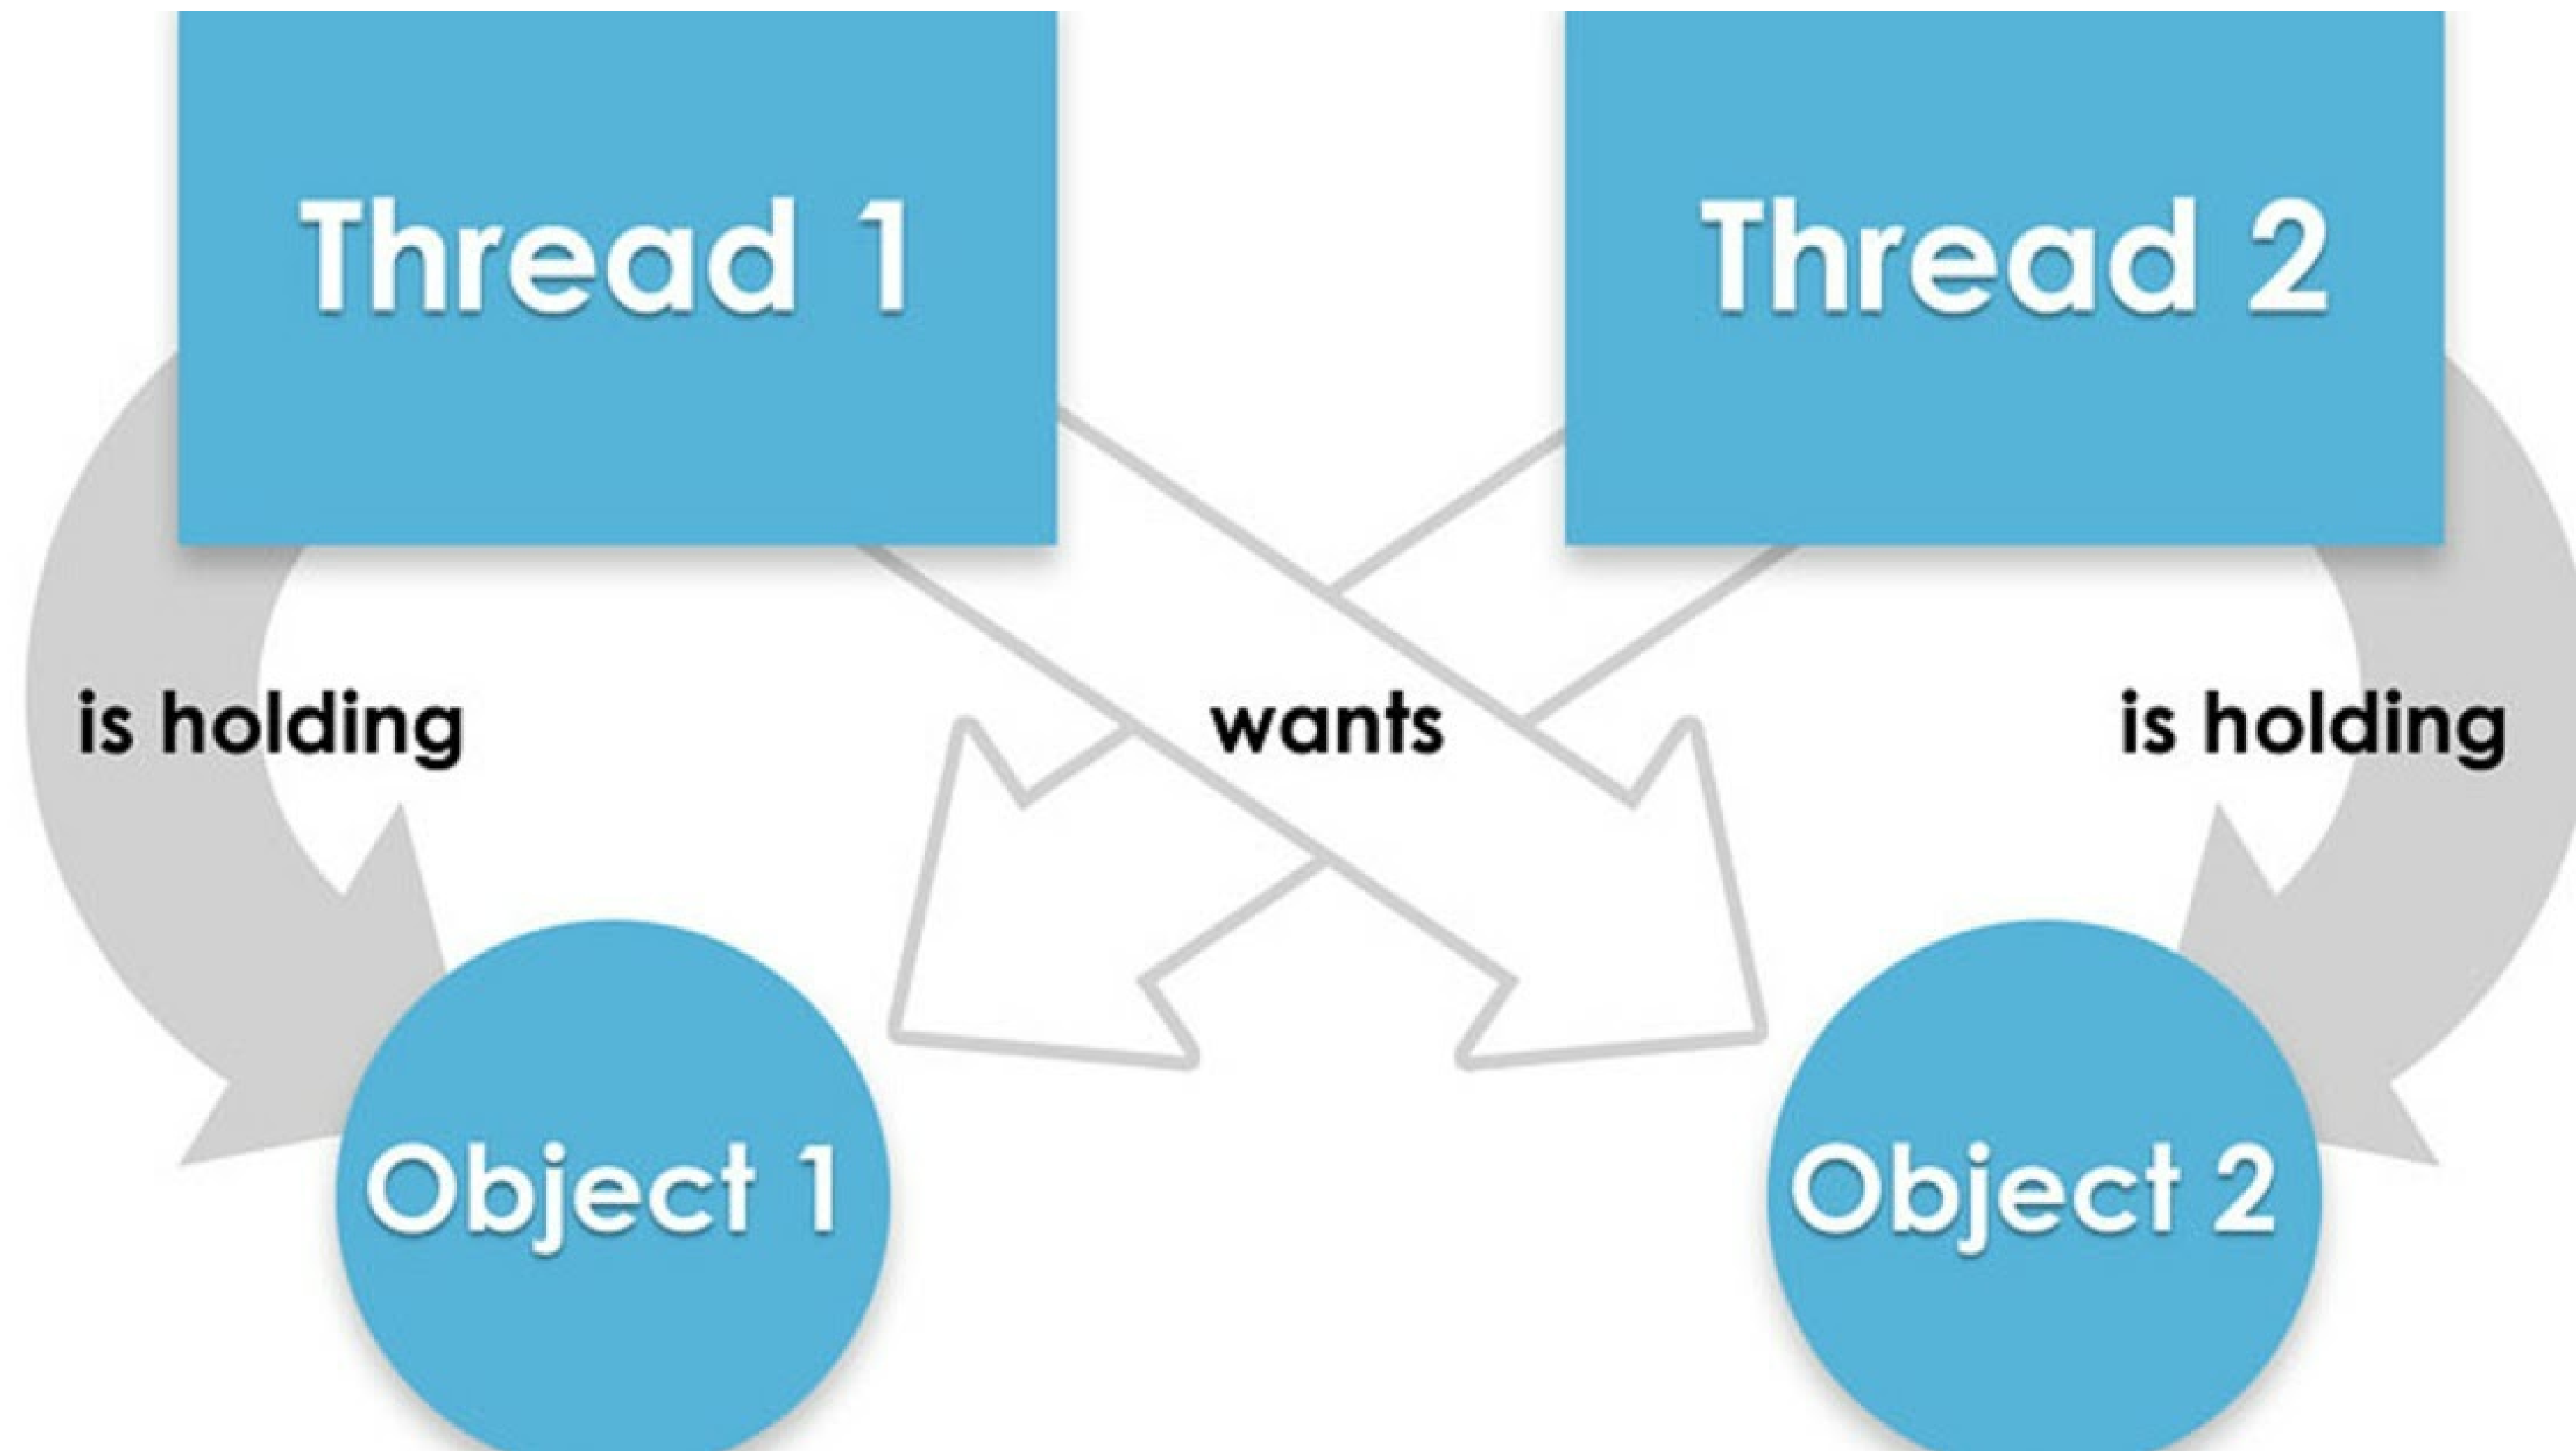 Thread 1
Thread 2
is holding
wants
is holding
Object 1
Object 2